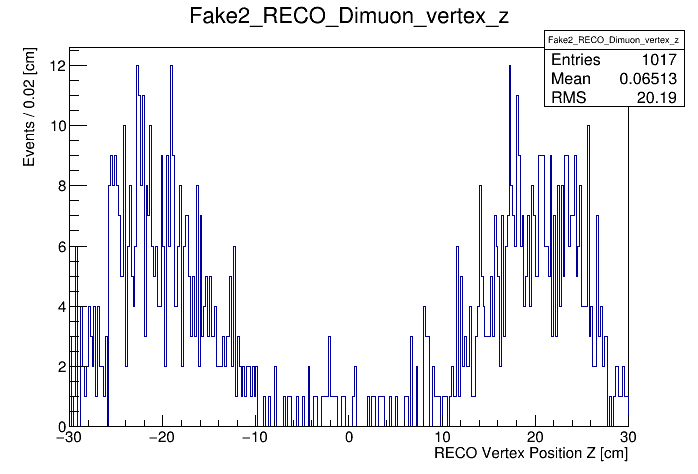 Fake2_RECO_Dimuon_vertex_z
Fake2_RECO_Dimuon_vertex_z
Entries 1017
Mean 0.06513
RMS 20.19
Events / 0.02 [cm]
12
10
8
6
4
2
0
−30 −20 −10 0 10 20 30
RECO Vertex Position Z [cm]